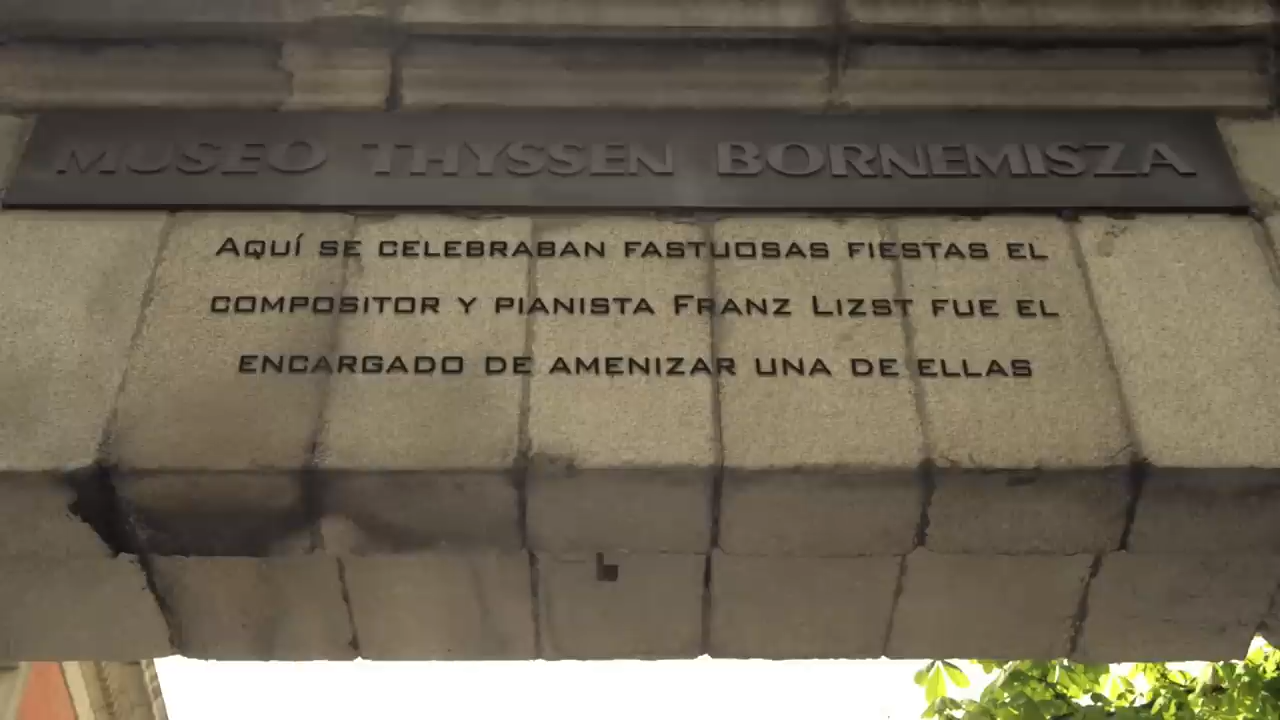 MUSEO THYSSEN BORNEMISZA
AQUÍ SE CELEBRABAN FASTUOSAS FIESTAS EL
COMPOSITOR Y PIANISTA FRANZ LIZST FUE EL
ENCARGADO DE AMENIZAR UNA DE ELLAS